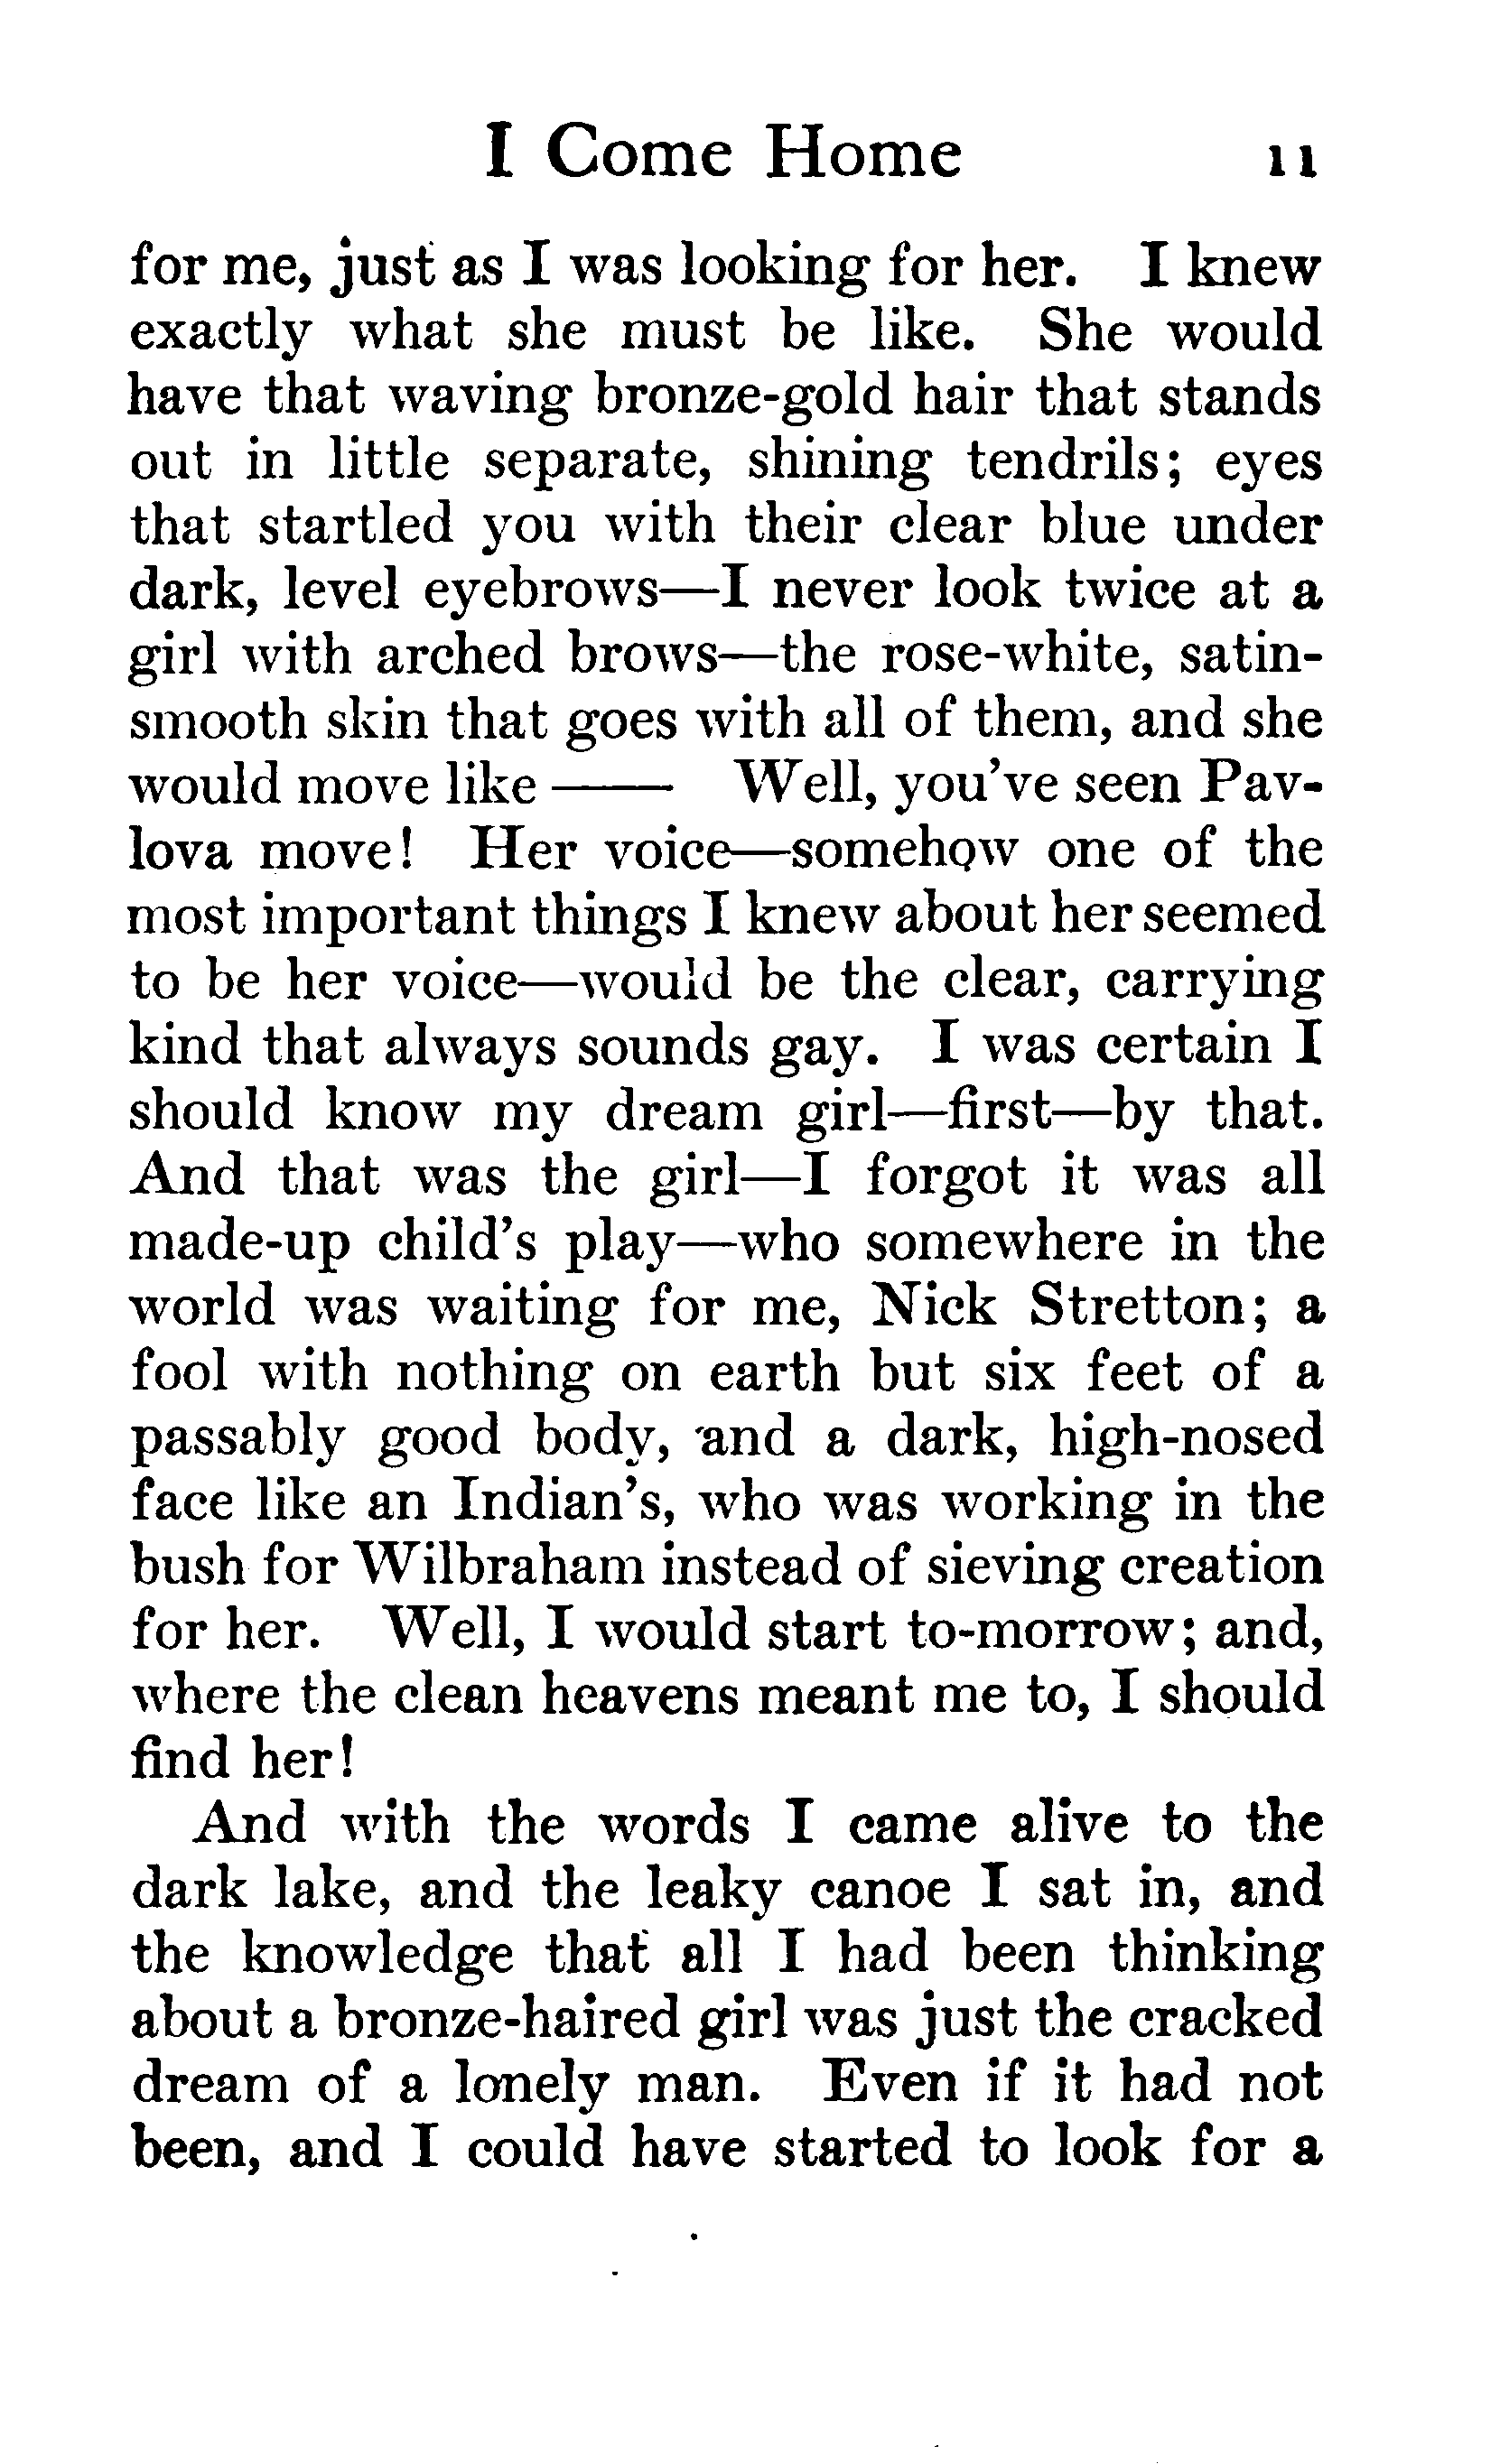 I Come Home 11
for me, just as I was looking for her. I knew
exactly what she must be like. She would
have that waving bronze-gold hair that stands
out in little separate, shining tendrils; eyes
that startled you with their clear blue under
dark, level eyebrows—I never look twice at a
girl with arched brows—the rose-white, satin-
smooth skin that goes with all of them, and she
would move like —— Well, you've seen Pav-
lova move! Her voice—somehow one of the
most important things I knew about her seemed
to be her voice—would be the clear, carrying
kind that always sounds gay. I was certain I
should know my dream girl—first—by that.
And that was the girl—I forgot it was all
made-up child's play—who somewhere in the
world was waiting for me, Nick Stretton; a
fool with nothing on earth but six feet of a
passably good body, and a dark, high-nosed
face like an Indian's, who was working in the
bush for Wilbraham instead of sieving creation
for her. Well, I would start to-morrow; and,
where the clean heavens meant me to, I should
find her!
And with the words I came alive to the
dark lake, and the leaky canoe I sat in, and
the knowledge that all I had been thinking
about a bronze-haired girl was just the cracked
dream of a lonely man. Even if it had not
been, and I could have started to look for a